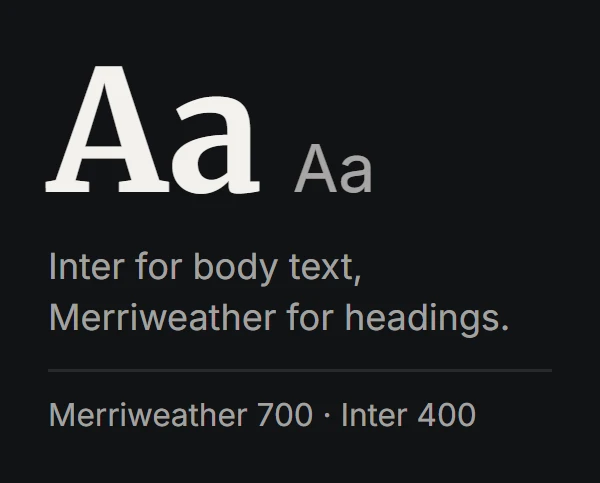 Aa Aa
Inter for body text,
Merriweather for headings.
Merriweather 700 · Inter 400